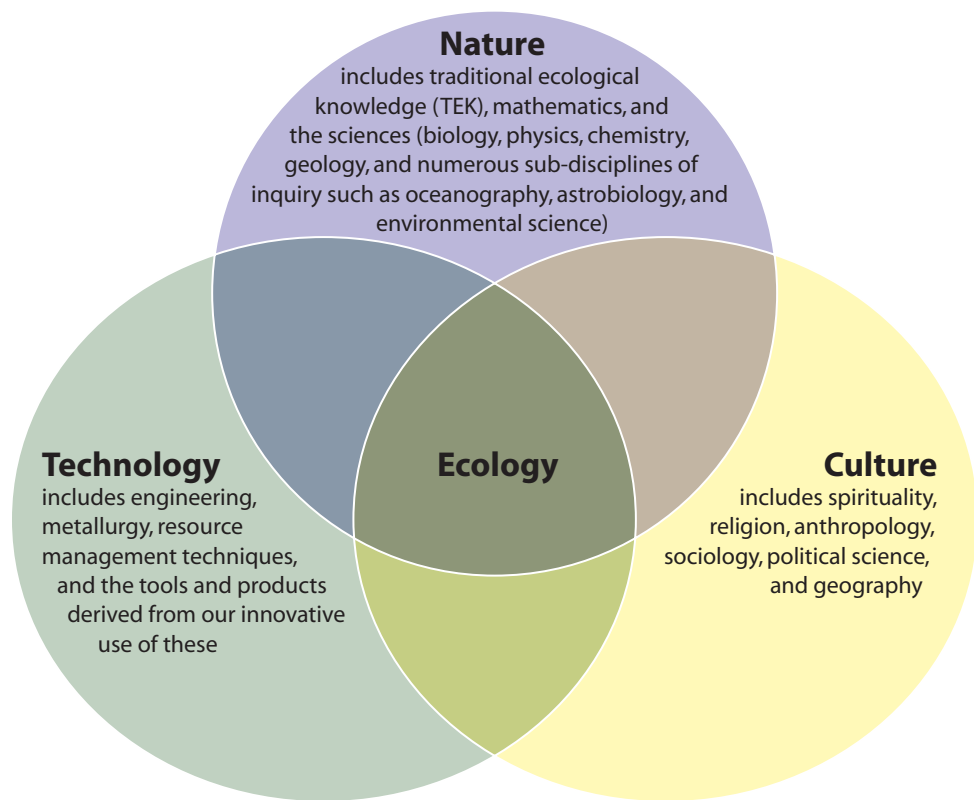 Nature
includes traditional ecological
knowledge (TEK), mathematics, and
the sciences (biology, physics, chemistry,
geology, and numerous sub-disciplines of
inquiry such as oceanography, astrobiology, and
environmental science)
Technology
includes engineering,
metallurgy, resource
management techniques,
and the tools and products
derived from our innovative
use of these
Ecology
Culture
includes spirituality,
religion, anthropology,
sociology, political science,
and geography